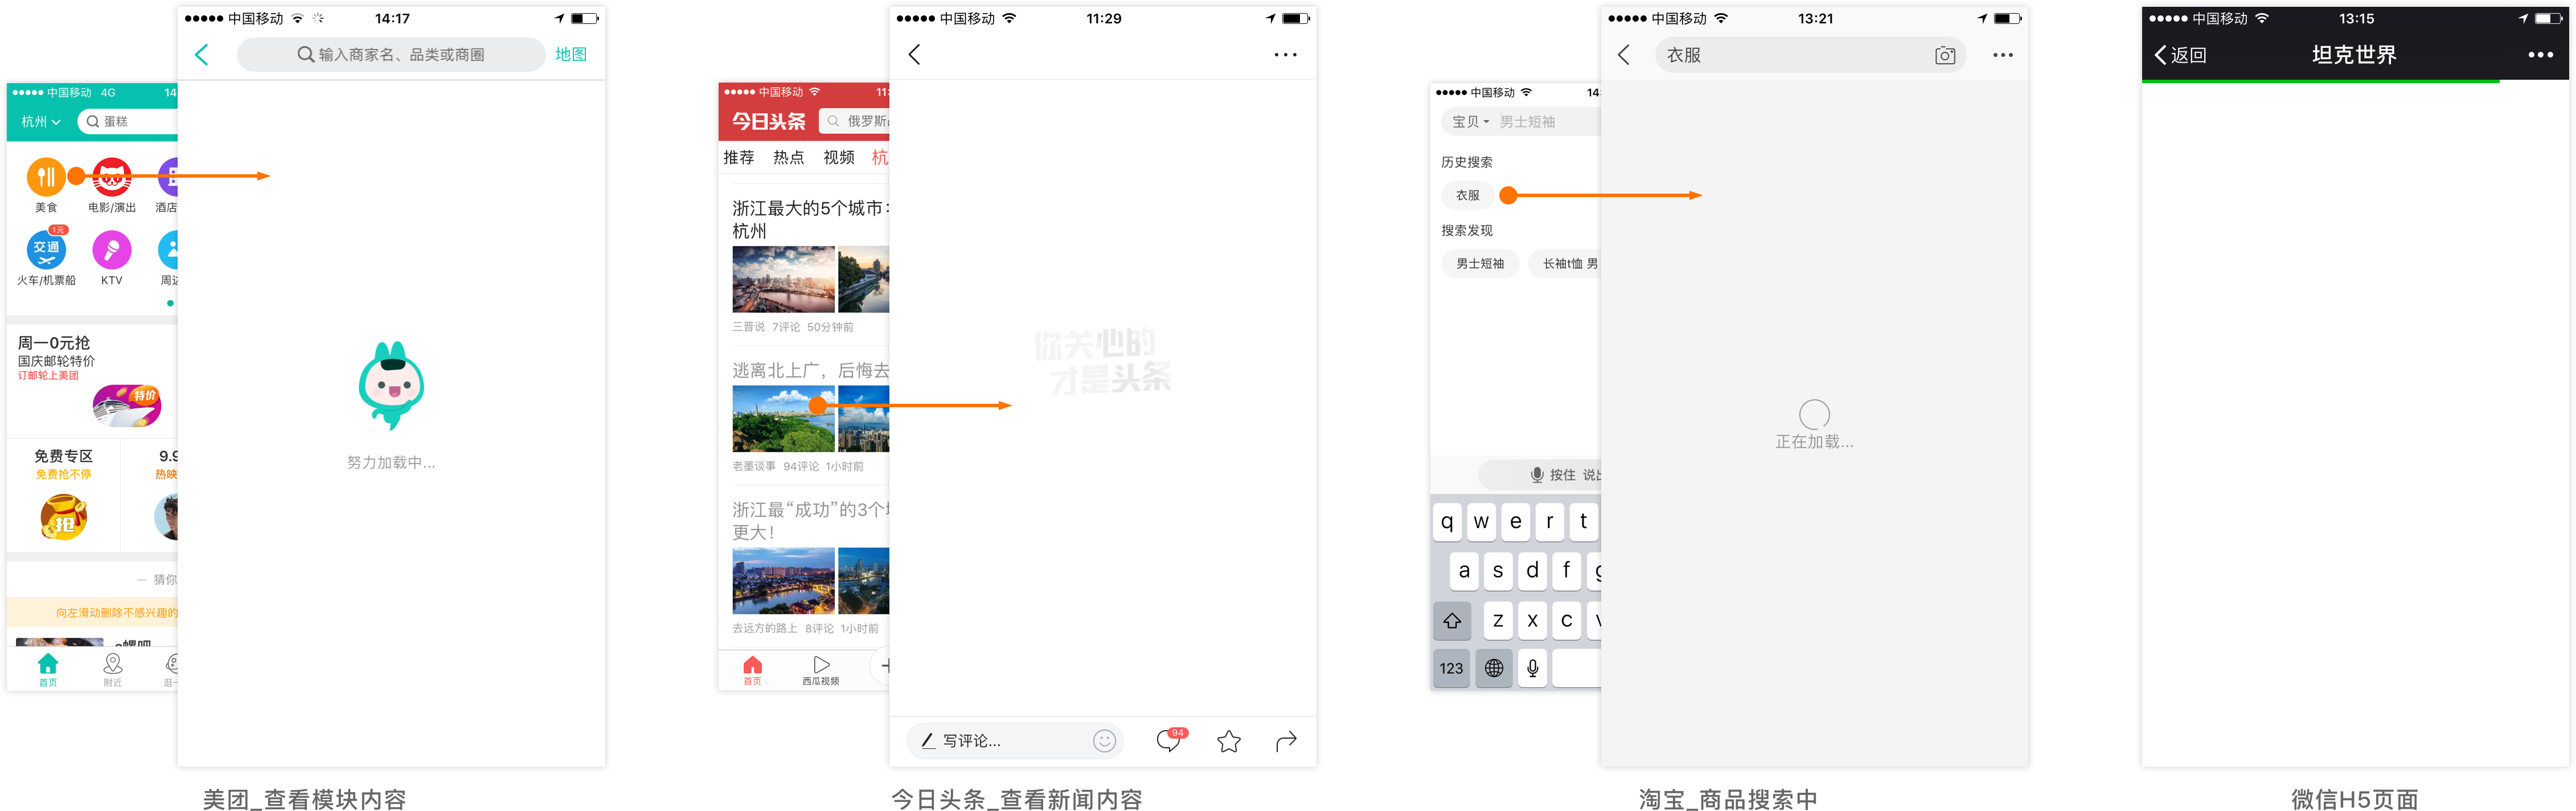 中国移动 14:17
输入商家名、品类或商圈 地图
中国移动 4G 14
杭州 蛋糕
美食 电影/演出 酒店
1元
交通
火车/机票船 KTV 周边
周一0元抢
国庆邮轮特价
订邮轮上美团
特价
免费专区 9.9
免费抢不停 热映
抢
猜你
向左滑动删除不感兴趣的
首页 附近 逛一
努力加载中...
美团_查看模块内容
中国移动 11:29
中国移动 11:
今日头条 俄罗斯
推荐 热点 视频 杭
浙江最大的5个城市：
杭州
三晋说 7评论 50分钟前
逃离北上广，后悔去
老墨谈事 94评论 1小时前
浙江最“成功”的3个城
更大！
去远方的路上 8评论 1小时前
首页 西瓜视频
你关心的
才是头条
写评论... 94
今日头条_查看新闻内容
中国移动 13:21
衣服
中国移动 14:
宝贝 男士短袖
历史搜索
衣服
搜索发现
男士短袖 长袖t恤 男
按住 说出
q w e r t
a s d f g
z x c v
123
正在加载...
淘宝_商品搜索中
中国移动 13:15
返回 坦克世界
微信H5页面